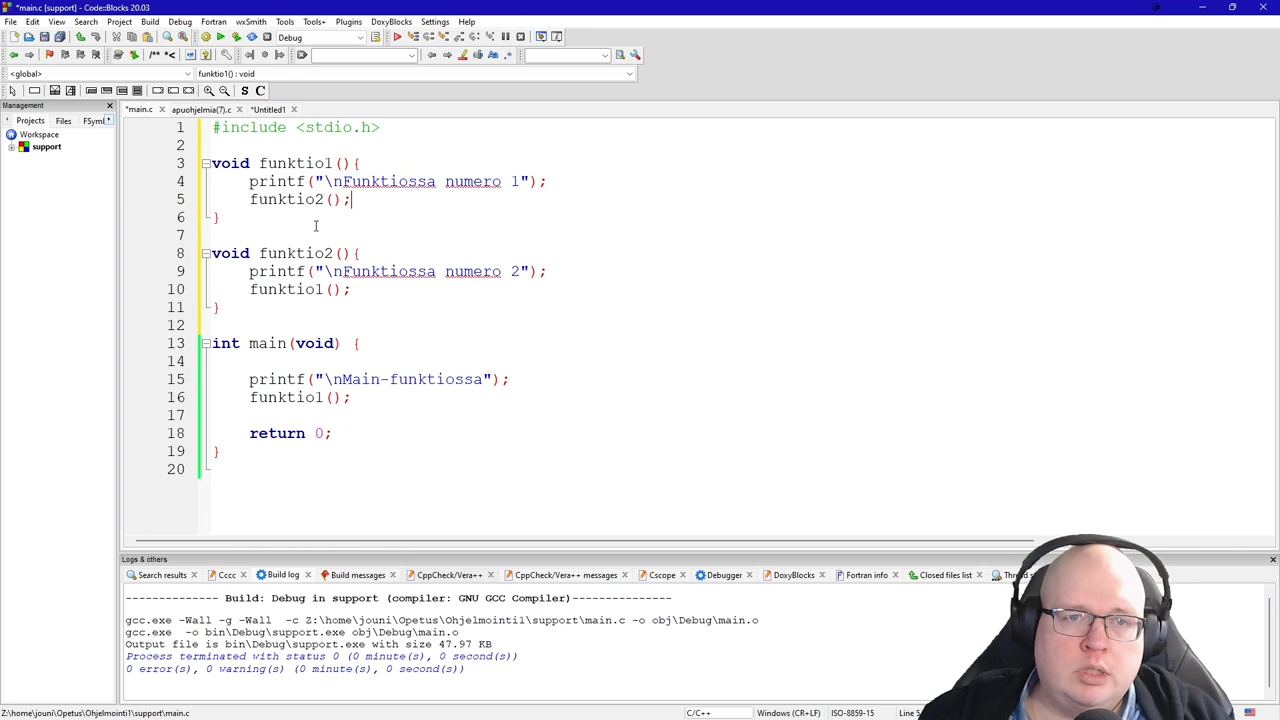 *main.c [support] - Code::Blocks 20.03
File Edit View Search Project Build Debug Fortran wxSmith Tools Tools+ Plugins DoxyBlocks Settings Help
Debug
/** *<
<global> funktio1() : void
S C
Management
Projects Files FSymb
Workspace
support
*main.c apuohjelmia(7).c *Untitled1
1 #include <stdio.h>
2
3 void funktio1(){
4 printf("\nFunktiossa numero 1");
5 funktio2();
6 }
7
8 void funktio2(){
9 printf("\nFunktiossa numero 2");
10 funktio1();
11 }
12
13 int main(void) {
14
15 printf("\nMain-funktiossa");
16 funktio1();
17
18 return 0;
19 }
20
Logs & others
Search results Cccc Build log Build messages CppCheck/Vera++ CppCheck/Vera++ messages Cscope Debugger DoxyBlocks Fortran info Closed files list Thread s
-------------- Build: Debug in support (compiler: GNU GCC Compiler)---------------
gcc.exe -Wall -g -Wall -c Z:\home\jouni\Opetus\Ohjelmointi1\support\main.c -o obj\Debug\main.o
gcc.exe -o bin\Debug\support.exe obj\Debug\main.o
Output file is bin\Debug\support.exe with size 47.97 KB
Process terminated with status 0 (0 minute(s), 0 second(s))
0 error(s), 0 warning(s) (0 minute(s), 0 second(s))
Z:\home\jouni\Opetus\Ohjelmointi1\support\main.c C/C++ Windows (CR+LF) ISO-8859-15 Line 5